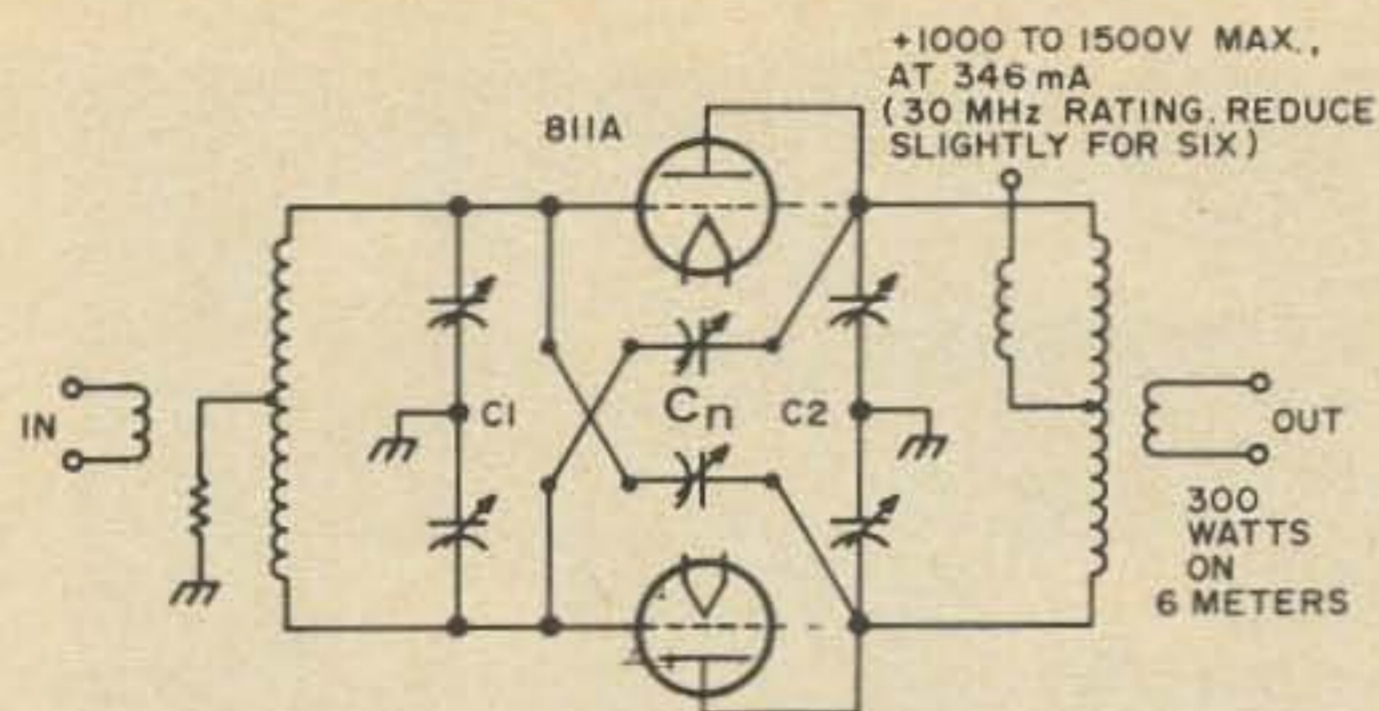 +1000 TO 1500V MAX.,
AT 346 mA
(30 MHz RATING. REDUCE
SLIGHTLY FOR SIX)
811A
IN
C1
Cn
C2
OUT
300
WATTS
ON
6 METERS